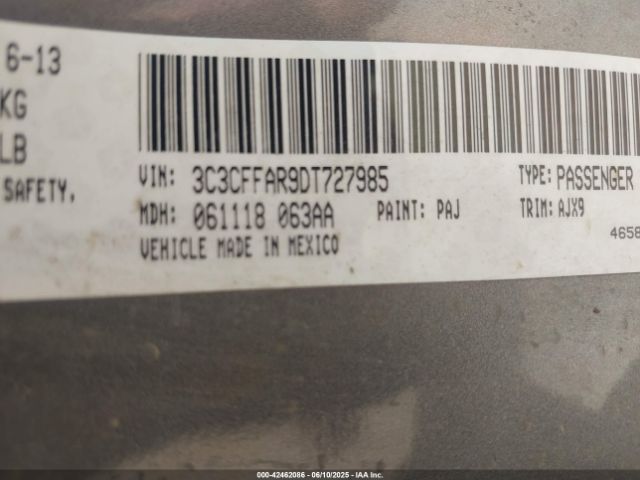 6-13
KG
LB
SAFETY,
VIN: 3C3CFFAR9DT727985 TYPE: PASSENGER
MDH: 061118 063AA PAINT: PAJ TRIM: AJX9
VEHICLE MADE IN MEXICO 4658
000-42462086 - 06/10/2025 - IAA Inc.